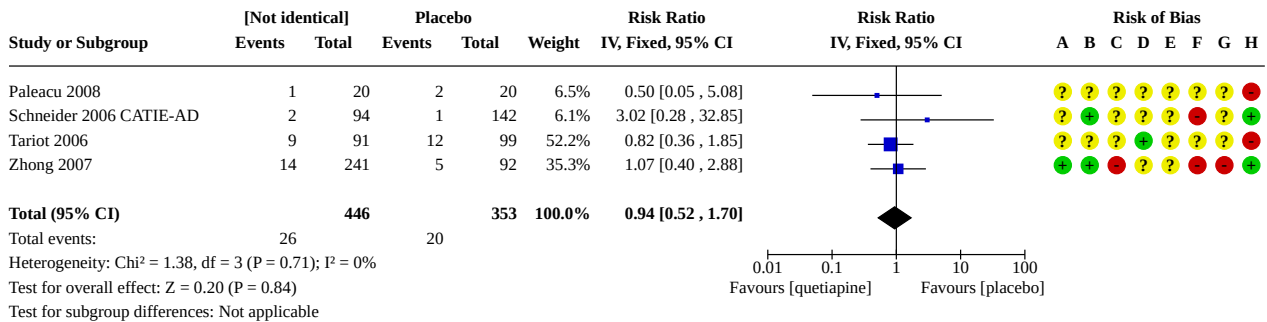 [Not identical] Placebo Risk Ratio Risk Ratio Risk of Bias
Study or Subgroup Events Total Events Total Weight IV, Fixed, 95% CI IV, Fixed, 95% CI A B C D E F G H
Paleacu 2008 1 20 2 20 6.5% 0.50 [0.05 , 5.08] ? ? ? ? ? ? ? -
Schneider 2006 CATIE-AD 2 94 1 142 6.1% 3.02 [0.28 , 32.85] ? + ? ? ? - ? +
Tariot 2006 9 91 12 99 52.2% 0.82 [0.36 , 1.85] ? ? ? + ? ? ? -
Zhong 2007 14 241 5 92 35.3% 1.07 [0.40 , 2.88] + + - ? ? - - +
Total (95% CI) 446 353 100.0% 0.94 [0.52 , 1.70]
Total events: 26 20
Heterogeneity: Chi² = 1.38, df = 3 (P = 0.71); I² = 0% 0.01 0.1 1 10 100
Test for overall effect: Z = 0.20 (P = 0.84) Favours [quetiapine] Favours [placebo]
Test for subgroup differences: Not applicable